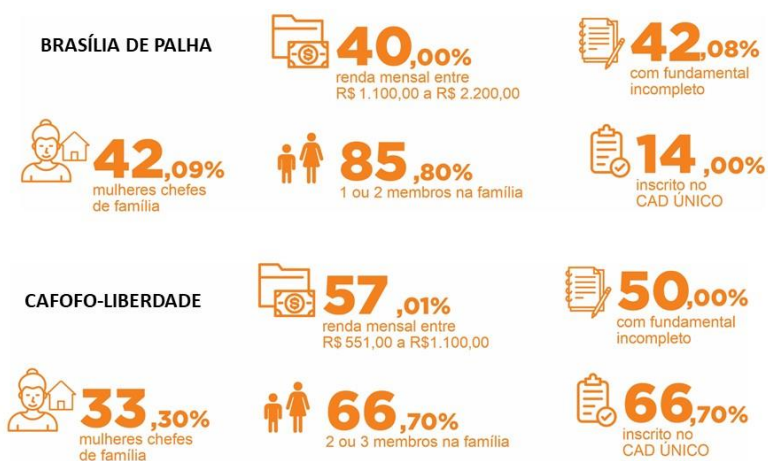 BRASÍLIA DE PALHA
40,00%
renda mensal entre
R$ 1.100,00 a R$ 2.200,00
42,08%
com fundamental
incompleto
42,09%
mulheres chefes
de família
85,80%
1 ou 2 membros na família
14,00%
inscrito no
CAD ÚNICO
CAFOFO-LIBERDADE
57,01%
renda mensal entre
R$ 551,00 a R$1.100,00
50,00%
com fundamental
incompleto
33,30%
mulheres chefes
de família
66,70%
2 ou 3 membros na família
66,70%
inscrito no
CAD ÚNICO